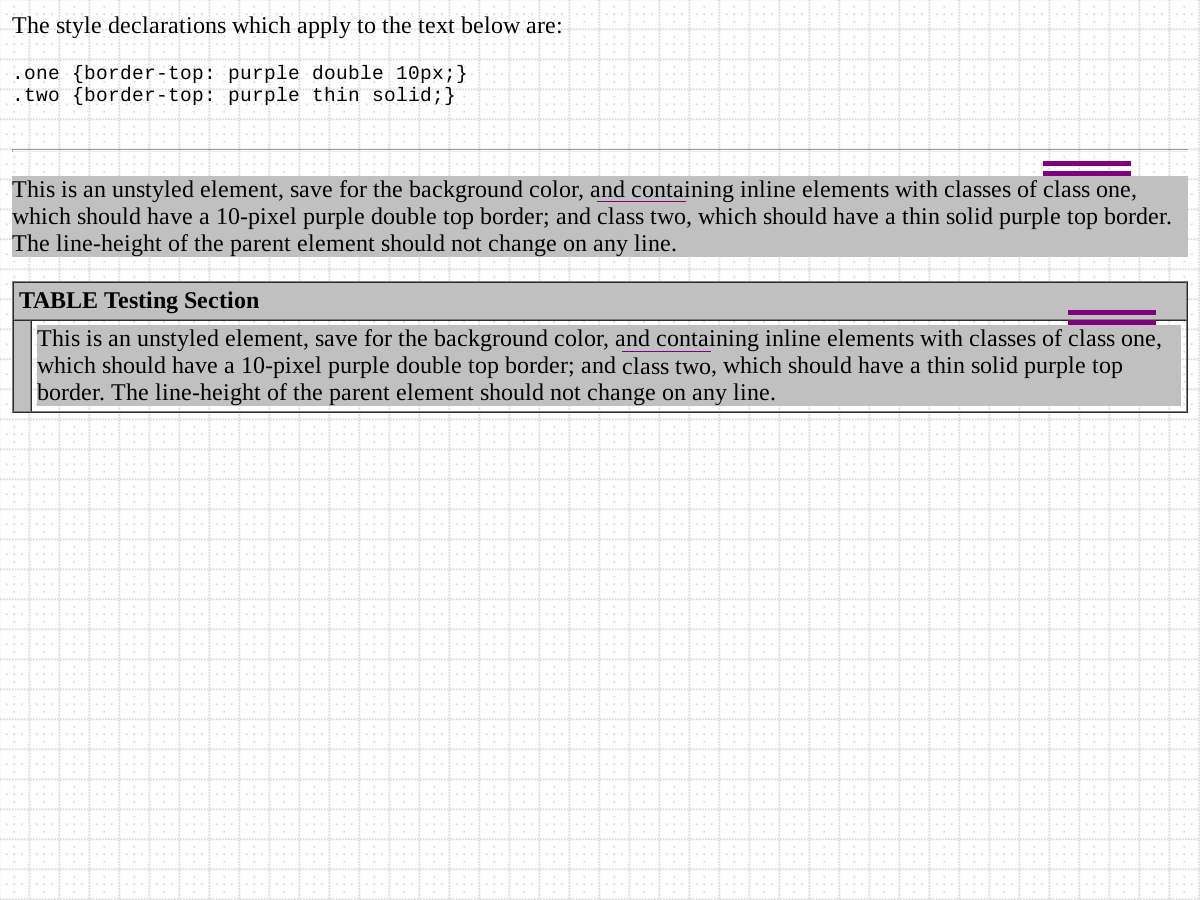 The style declarations which apply to the text below are:
.one {border-top: purple double 10px;}
.two {border-top: purple thin solid;}
This is an unstyled element, save for the background color, and containing inline elements with classes of class one,
which should have a 10-pixel purple double top border; and class two, which should have a thin solid purple top border.
The line-height of the parent element should not change on any line.
TABLE Testing Section
This is an unstyled element, save for the background color, and containing inline elements with classes of class one,
which should have a 10-pixel purple double top border; and class two, which should have a thin solid purple top
border. The line-height of the parent element should not change on any line.